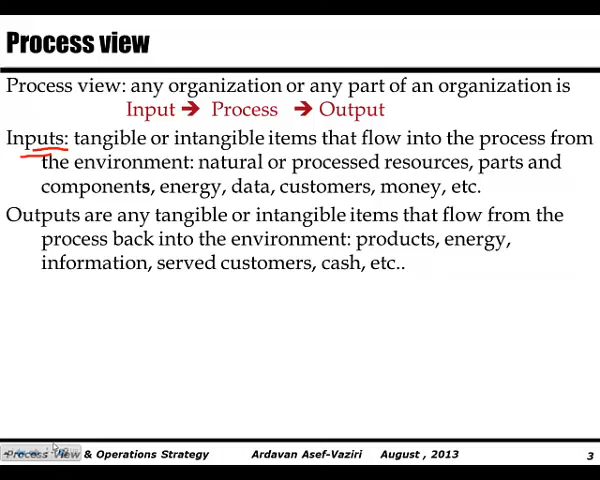 Process view
Process view: any organization or any part of an organization is
Input ➔ Process ➔ Output
Inputs: tangible or intangible items that flow into the process from
the environment: natural or processed resources, parts and
components, energy, data, customers, money, etc.
Outputs are any tangible or intangible items that flow from the
process back into the environment: products, energy,
information, served customers, cash, etc..
Process View & Operations Strategy Ardavan Asef-Vaziri August , 2013 3